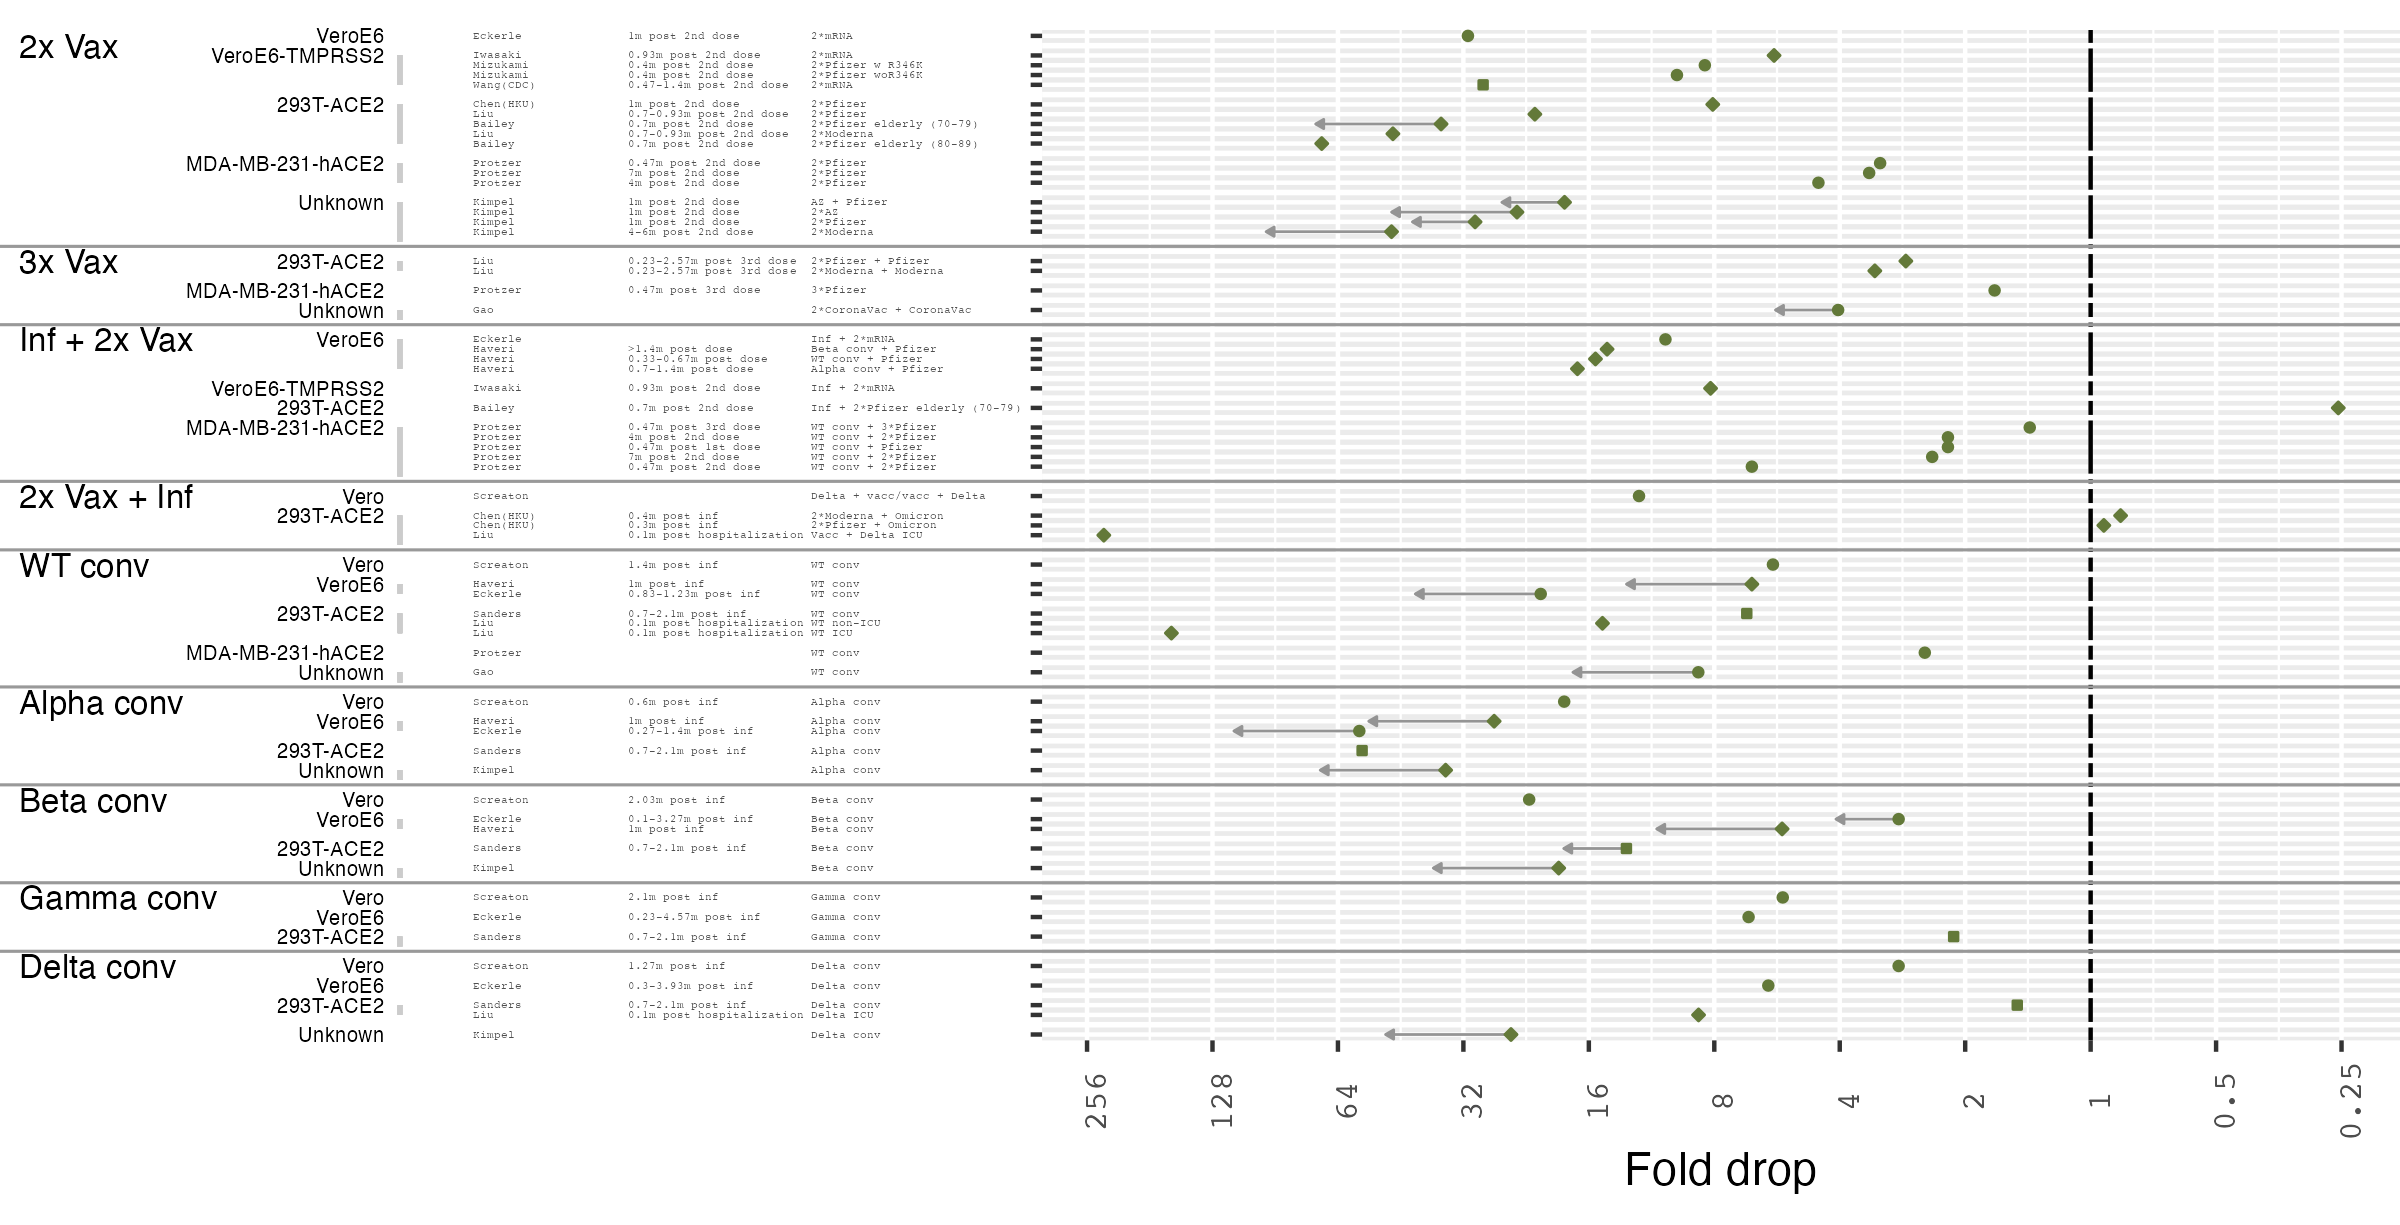 2x Vax
VeroE6 Eckerle 1m post 2nd dose 2*mRNA
VeroE6-TMPRSS2 Iwasaki 0.93m post 2nd dose 2*mRNA
Mizukami 0.4m post 2nd dose 2*Pfizer w R346K
Mizukami 0.4m post 2nd dose 2*Pfizer woR346K
Wang(CDC) 0.47-1.4m post 2nd dose 2*mRNA
293T-ACE2 Chen(HKU) 1m post 2nd dose 2*Pfizer
Liu 0.7-0.93m post 2nd dose 2*Pfizer
Bailey 0.7m post 2nd dose 2*Pfizer elderly (70-79)
Liu 0.7-0.93m post 2nd dose 2*Moderna
Bailey 0.7m post 2nd dose 2*Pfizer elderly (80-89)
MDA-MB-231-hACE2 Protzer 0.47m post 2nd dose 2*Pfizer
Protzer 7m post 2nd dose 2*Pfizer
Protzer 4m post 2nd dose 2*Pfizer
Unknown Kimpel 1m post 2nd dose AZ + Pfizer
Kimpel 1m post 2nd dose 2*AZ
Kimpel 1m post 2nd dose 2*Pfizer
Kimpel 4-6m post 2nd dose 2*Moderna
3x Vax
293T-ACE2 Liu 0.23-2.57m post 3rd dose 2*Pfizer + Pfizer
Liu 0.23-2.57m post 3rd dose 2*Moderna + Moderna
MDA-MB-231-hACE2 Protzer 0.47m post 3rd dose 3*Pfizer
Unknown Gao 2*CoronaVac + CoronaVac
Inf + 2x Vax
VeroE6 Eckerle Inf + 2*mRNA
Haveri >1.4m post dose Beta conv + Pfizer
Haveri 0.33-0.67m post dose WT conv + Pfizer
Haveri 0.7-1.4m post dose Alpha conv + Pfizer
VeroE6-TMPRSS2 Iwasaki 0.93m post 2nd dose Inf + 2*mRNA
293T-ACE2 Bailey 0.7m post 2nd dose Inf + 2*Pfizer elderly (70-79)
MDA-MB-231-hACE2 Protzer 0.47m post 3rd dose WT conv + 3*Pfizer
Protzer 4m post 2nd dose WT conv + 2*Pfizer
Protzer 0.47m post 1st dose WT conv + Pfizer
Protzer 7m post 2nd dose WT conv + 2*Pfizer
Protzer 0.47m post 2nd dose WT conv + 2*Pfizer
2x Vax + Inf
Vero Screaton Delta + vacc/vacc + Delta
293T-ACE2 Chen(HKU) 0.4m post inf 2*Moderna + Omicron
Chen(HKU) 0.3m post inf 2*Pfizer + Omicron
Liu 0.1m post hospitalization Vacc + Delta ICU
WT conv
Vero Screaton 1.4m post inf WT conv
VeroE6 Haveri 1m post inf WT conv
Eckerle 0.83-1.23m post inf WT conv
293T-ACE2 Sanders 0.7-2.1m post inf WT conv
Liu 0.1m post hospitalization WT non-ICU
Liu 0.1m post hospitalization WT ICU
MDA-MB-231-hACE2 Protzer WT conv
Unknown Gao WT conv
Alpha conv
Vero Screaton 0.6m post inf Alpha conv
VeroE6 Haveri 1m post inf Alpha conv
Eckerle 0.27-1.4m post inf Alpha conv
293T-ACE2 Sanders 0.7-2.1m post inf Alpha conv
Unknown Kimpel Alpha conv
Beta conv
Vero Screaton 2.03m post inf Beta conv
VeroE6 Eckerle 0.1-3.27m post inf Beta conv
Haveri 1m post inf Beta conv
293T-ACE2 Sanders 0.7-2.1m post inf Beta conv
Unknown Kimpel Beta conv
Gamma conv
Vero Screaton 2.1m post inf Gamma conv
VeroE6 Eckerle 0.23-4.57m post inf Gamma conv
293T-ACE2 Sanders 0.7-2.1m post inf Gamma conv
Delta conv
Vero Screaton 1.27m post inf Delta conv
VeroE6 Eckerle 0.3-3.93m post inf Delta conv
293T-ACE2 Sanders 0.7-2.1m post inf Delta conv
Liu 0.1m post hospitalization Delta ICU
Unknown Kimpel Delta conv
256 128 64 32 16 8 4 2 1 0.5 0.25
Fold drop